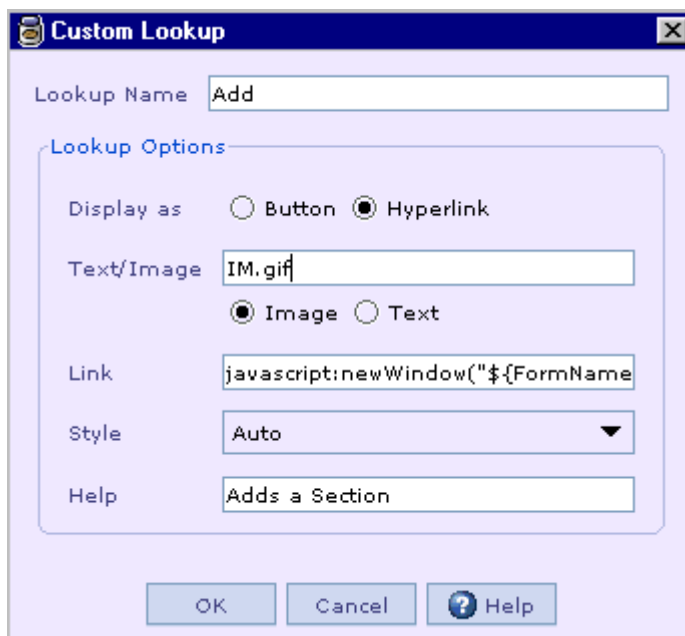 Custom Lookup
Lookup Name Add
Lookup Options
Display as Button Hyperlink
Text/Image IM.gif
Image Text
Link javascript:newWindow("${FormName
Style Auto
Help Adds a Section
OK Cancel Help